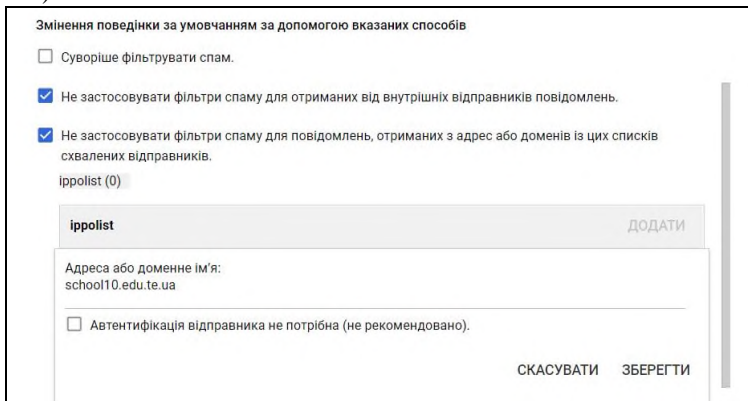 Змінення поведінки за умовчанням за допомогою вказаних способів
Суворіше фільтрувати спам.
Не застосовувати фільтри спаму для отриманих від внутрішніх відправників повідомлень.
Не застосовувати фільтри спаму для повідомлень, отриманих з адрес або доменів із цих списків
схвалених відправників.
ippolist (0)
ippolist ДОДАТИ
Адреса або доменне ім'я:
school10.edu.te.ua
Автентифікація відправника не потрібна (не рекомендовано).
СКАСУВАТИ ЗБЕРЕГТИ